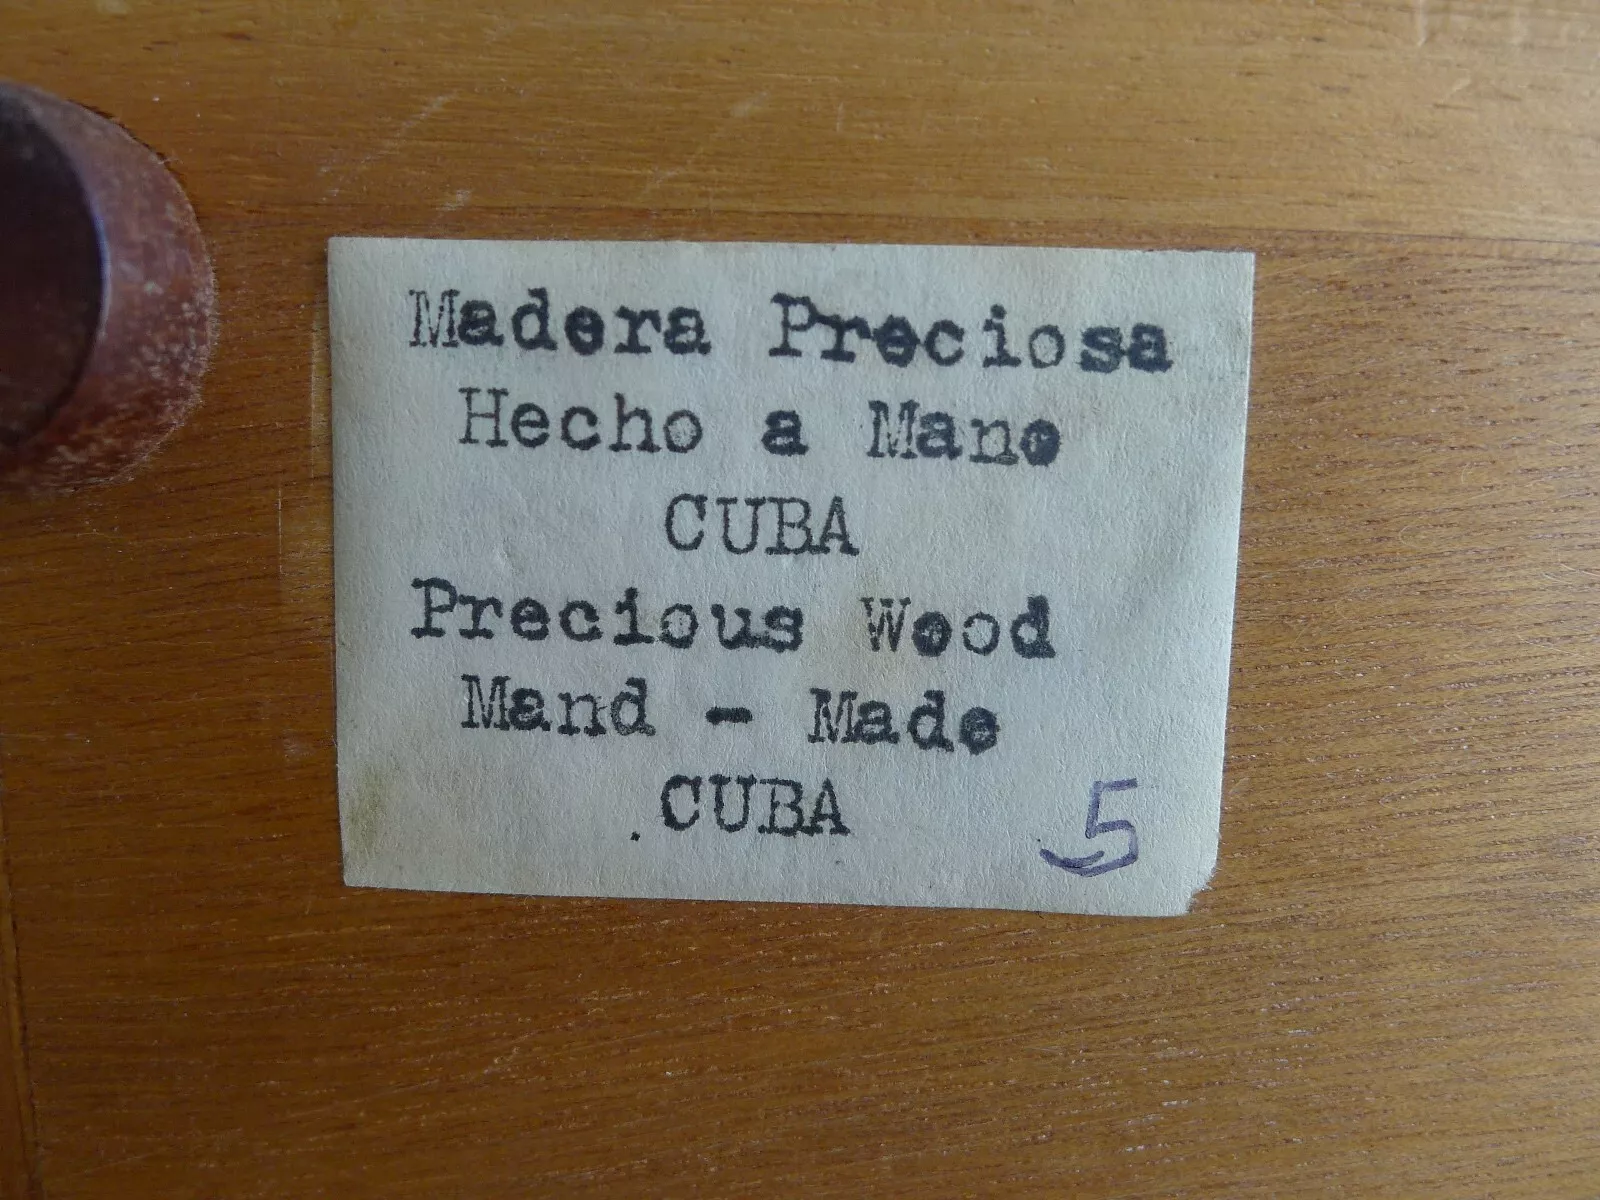 Madera Preciosa
Hecho a Mano
CUBA
Precious Wood
Mand - Made
.CUBA
5